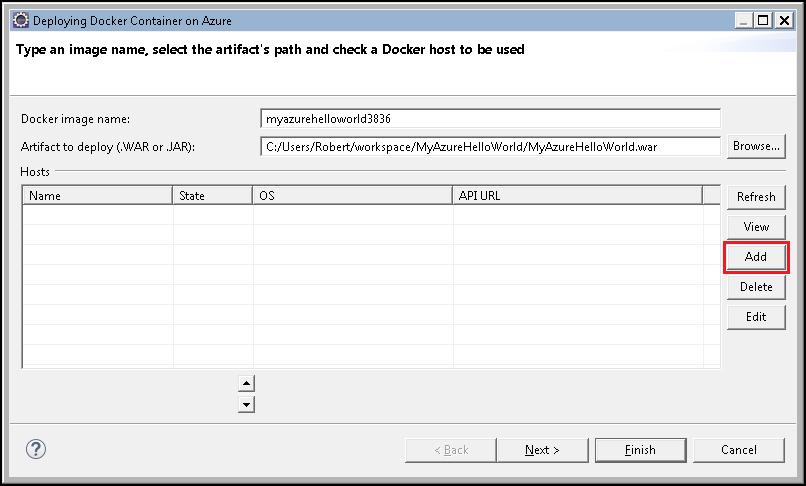 Deploying Docker Container on Azure
Type an image name, select the artifact's path and check a Docker host to be used
Docker image name: myazurehelloworld3836
Artifact to deploy (.WAR or .JAR): C:/Users/Robert/workspace/MyAzureHelloWorld/MyAzureHelloWorld.war Browse...
Hosts
Name State OS API URL
Refresh
View
Add
Delete
Edit
? < Back Next > Finish Cancel